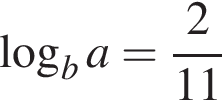 log_b a = 2/11